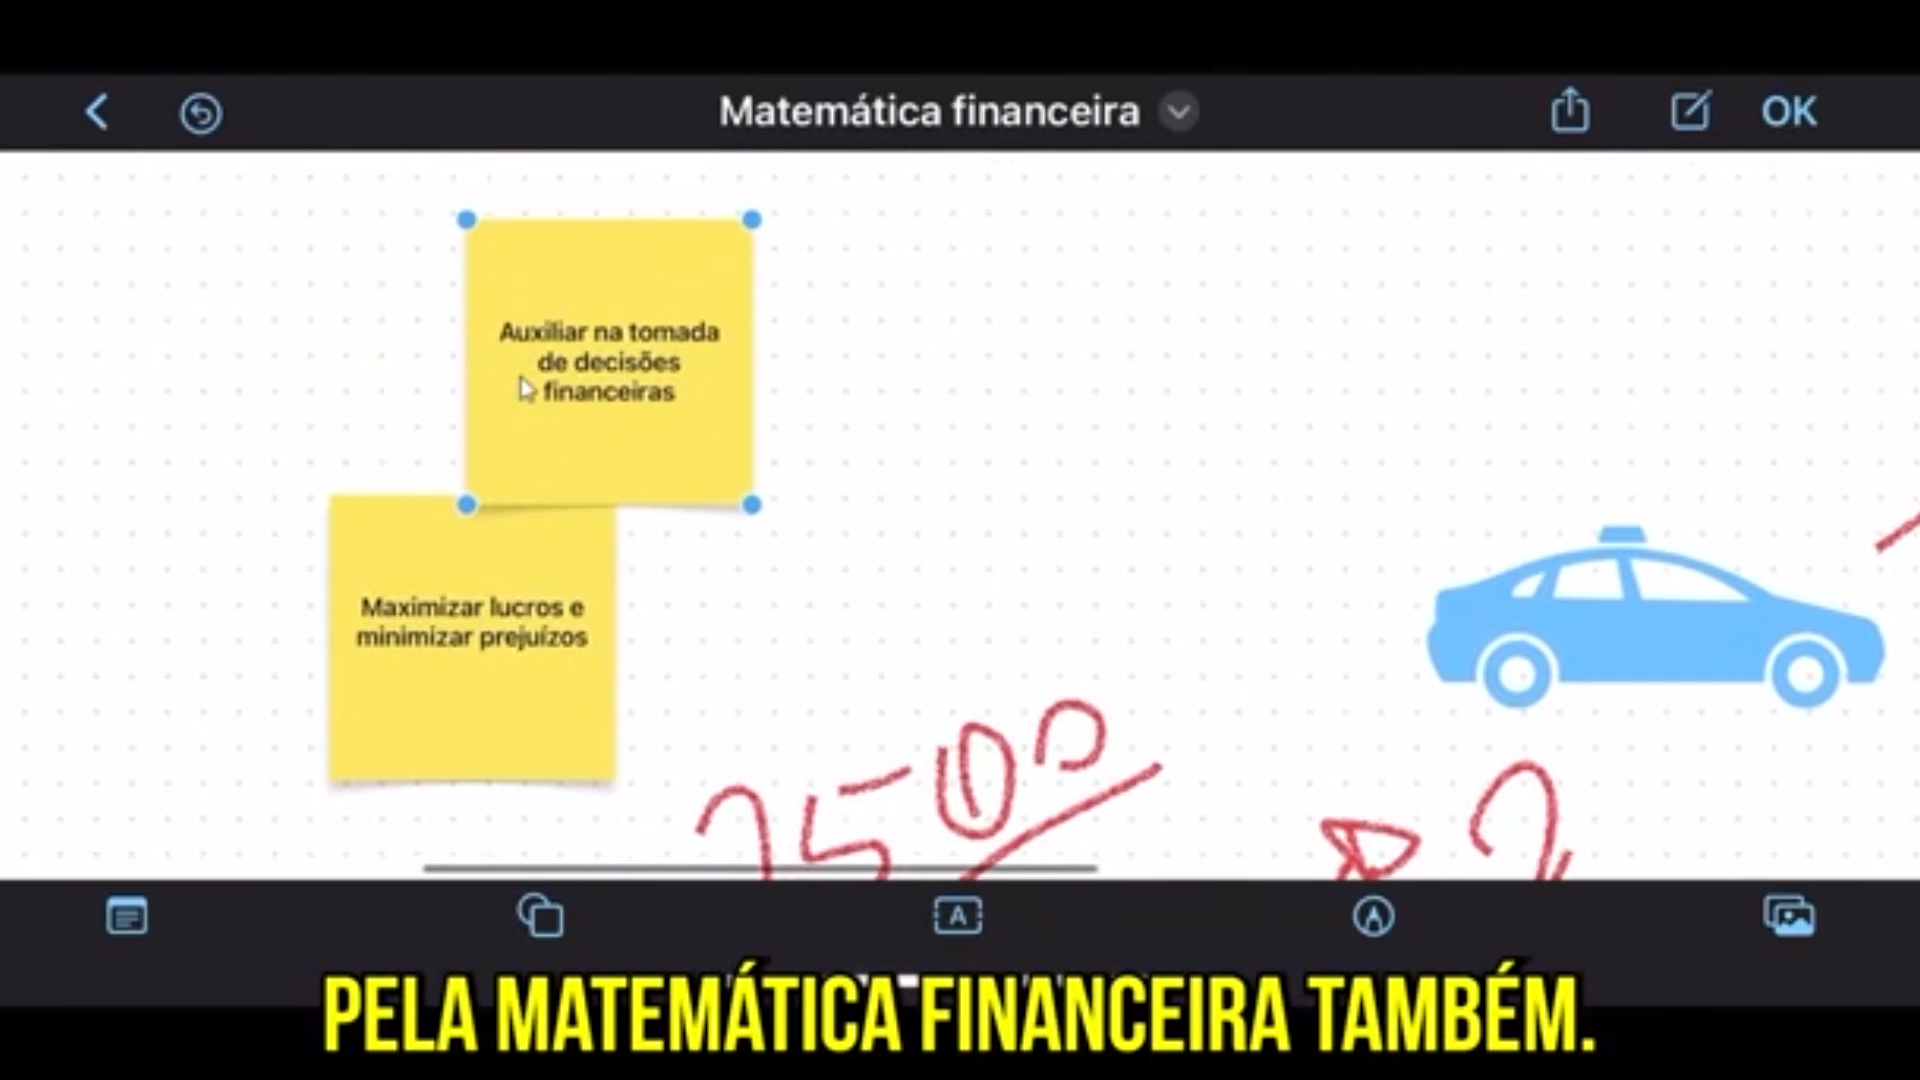 Matemática financeira
OK
Auxiliar na tomada
de decisões
financeiras
Maximizar lucros e
minimizar prejuízos
PELA MATEMÁTICA FINANCEIRA TAMBÉM.